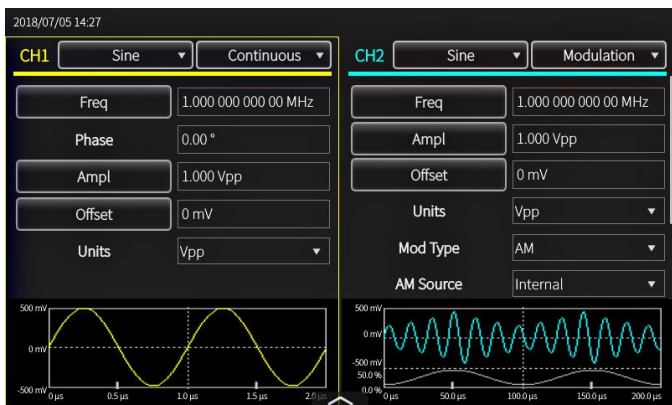 2018/07/05 14:27
CH1 Sine Continuous
Freq 1.000 000 000 00 MHz
Phase 0.00 °
Ampl 1.000 Vpp
Offset 0 mV
Units Vpp
500 mV
0 mV
-500 mV
0 µs 0.5 µs 1.0 µs 1.5 µs 2.0 µs
CH2 Sine Modulation
Freq 1.000 000 000 00 MHz
Ampl 1.000 Vpp
Offset 0 mV
Units Vpp
Mod Type AM
AM Source Internal
500 mV
0 mV
-500 mV
50.0 %
0.0 %
0 µs 50.0 µs 100.0 µs 150.0 µs 200.0 µs